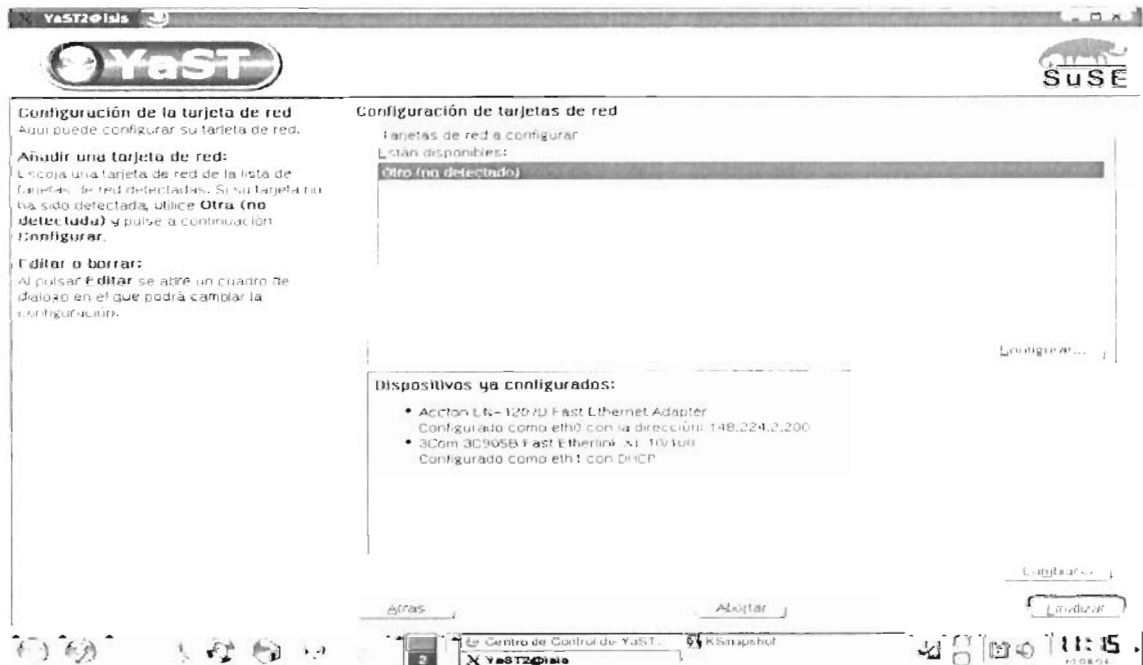 YaST2@isis
YaST
SuSE
Configuración de la tarjeta de red
Aquí puede configurar su tarjeta de red.
Añadir una tarjeta de red:
Escoja una tarjeta de red de la lista de
tarjetas de red detectadas. Si su tarjeta no
ha sido detectada, utilice Otra (no
detectada) y pulse a continuación
Configurar.
Editar o borrar:
Al pulsar Editar se abre un cuadro de
dialogo en el que podrá cambiar la
configuración.
Configuración de tarjetas de red
Tarjetas de red a configurar
Están disponibles:
Otro (no detectado)
Configurar...
Dispositivos ya configurados:
• Accton EN-1207D Fast Ethernet Adapter
Configurado como eth0 con la dirección: 148.224.2.200
• 3Com 3C905B Fast Etherlink XL 10/100
Configurado como eth1 con DHCP
Cambiar...
Atras
Abortar
Finalizar
2
Centro de Control de YaST
KSnapshot
X YaST2@isis
11:15